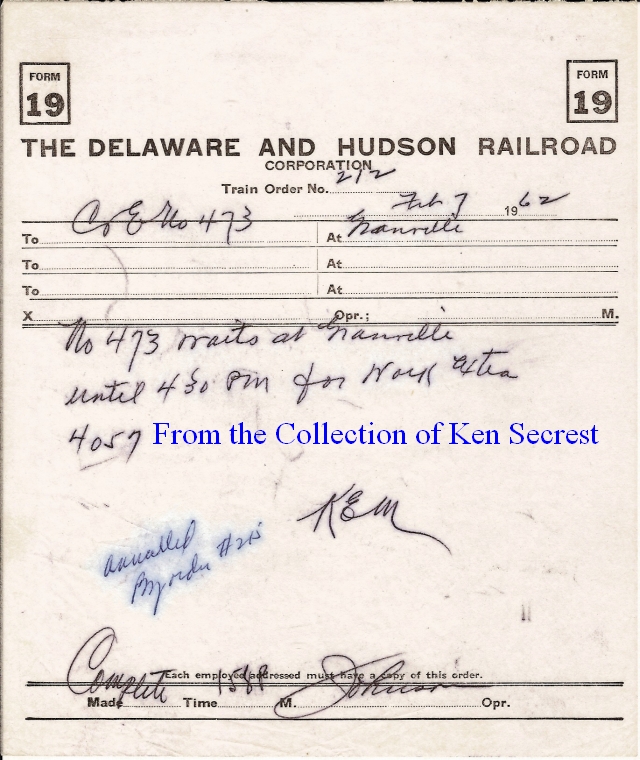 FORM 19
FORM 19
THE DELAWARE AND HUDSON RAILROAD
CORPORATION
Train Order No. 212
Feb 7 1962
To C&E No 473 At Granville
To At
To At
X Opr.; M.
No 473 waits at Granville
until 430 PM for Work Extra
4057 From the Collection of Ken Secrest
KEM
annulled
By order #215
Each employe addressed must have a copy of this order.
Made Complete Time M. Johnson Opr.